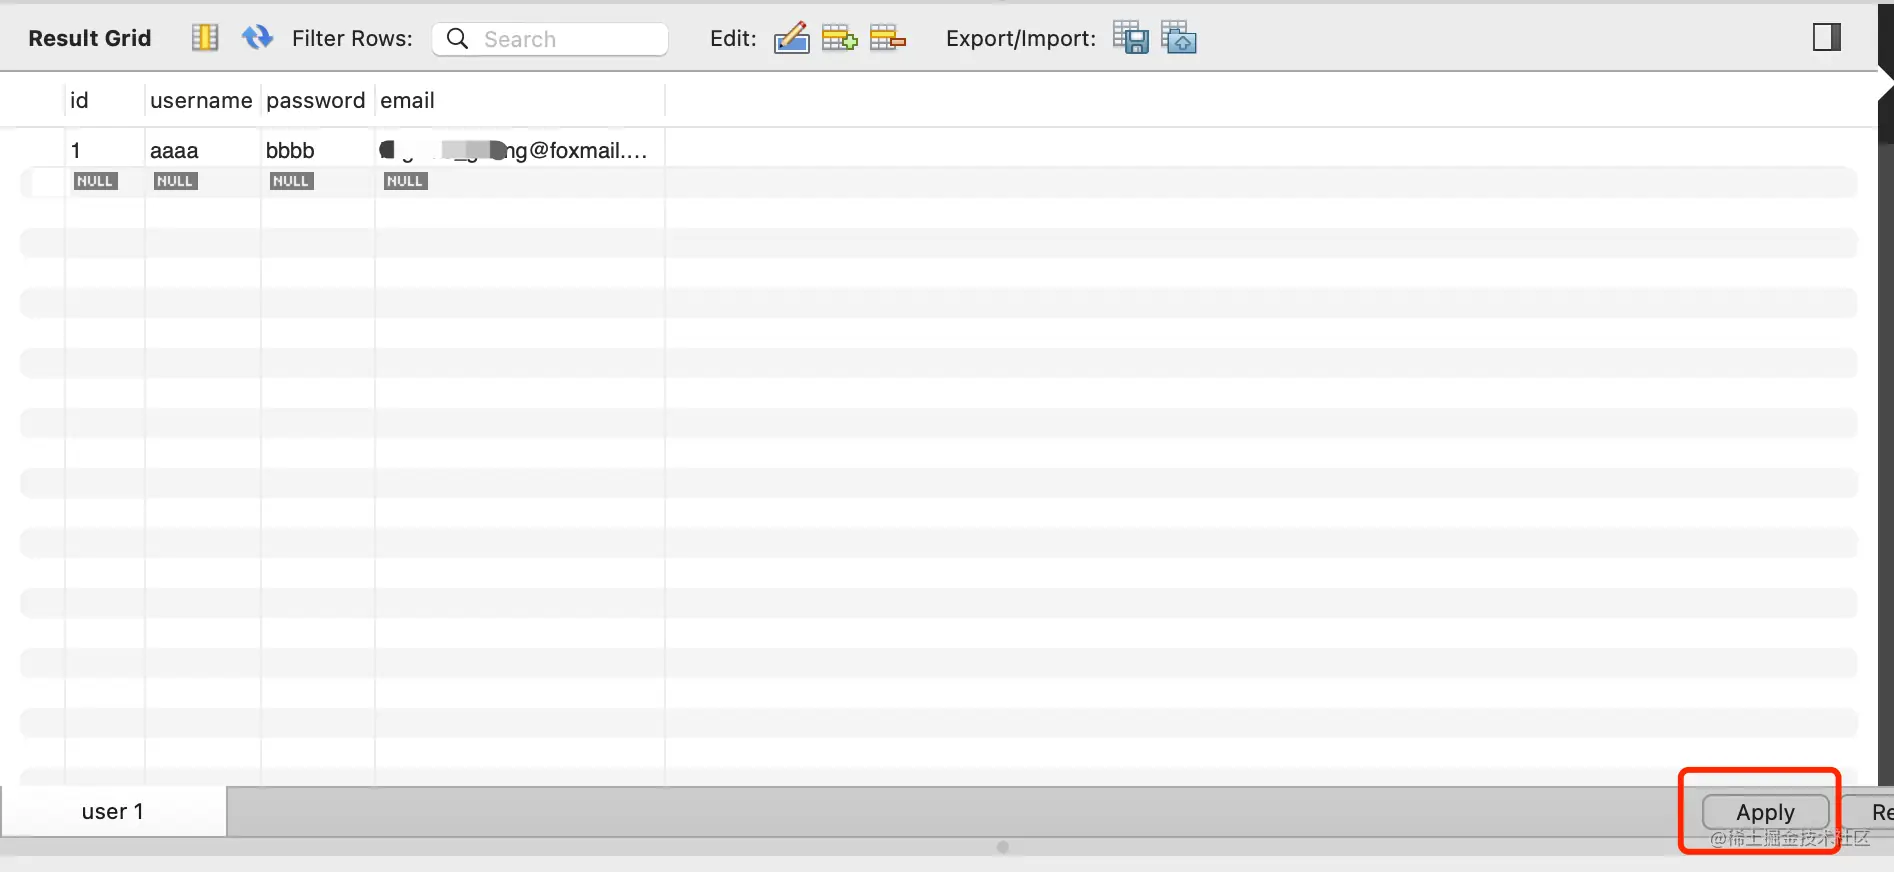 Result Grid Filter Rows: Search Edit: Export/Import:
id username password email
1 aaaa bbbb ng@foxmail....
NULL NULL NULL NULL
user 1 Apply Re
@稀土掘金技术社区